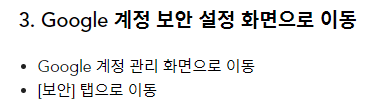 3. Google 계정 보안 설정 화면으로 이동
• Google 계정 관리 화면으로 이동
• [보안] 탭으로 이동